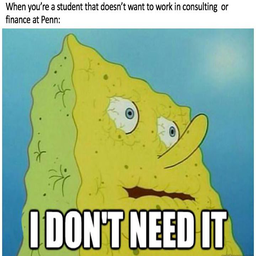 When you're a student that doesn't want to work in consulting or
finance at Penn:
I DON'T NEED IT